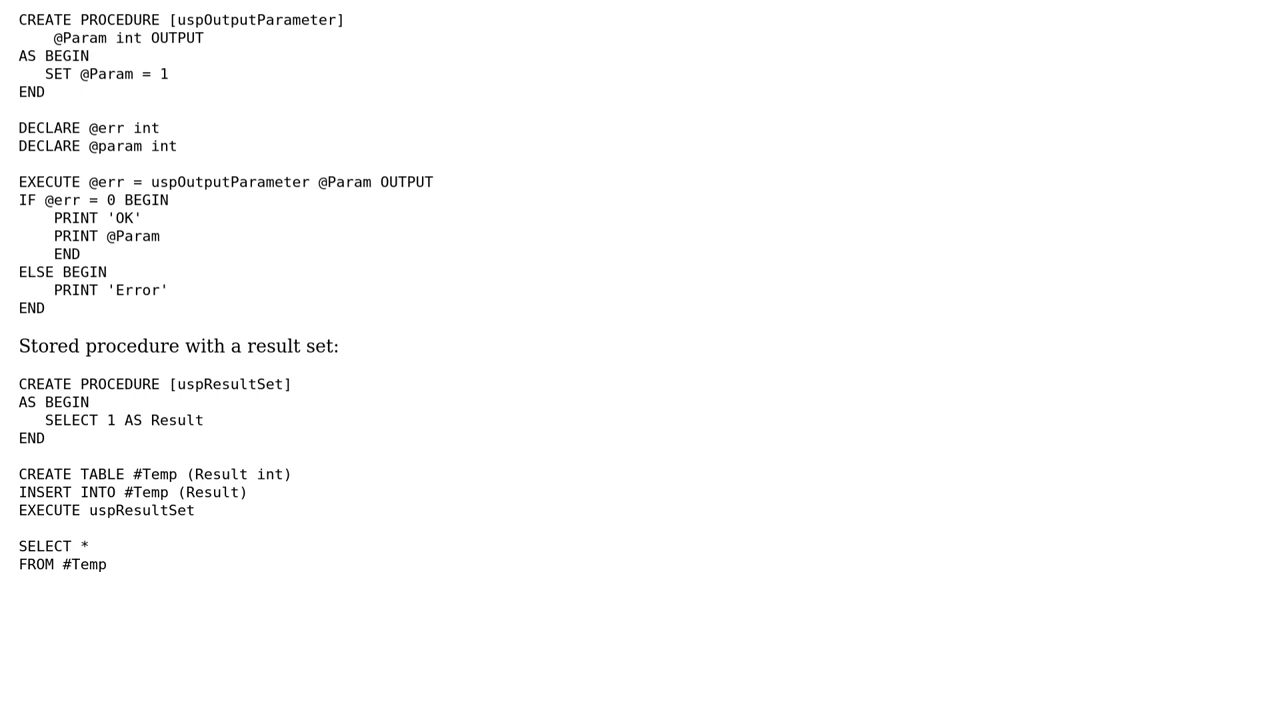 CREATE PROCEDURE [uspOutputParameter]
    @Param int OUTPUT
AS BEGIN
   SET @Param = 1
END

DECLARE @err int
DECLARE @param int

EXECUTE @err = uspOutputParameter @Param OUTPUT
IF @err = 0 BEGIN
    PRINT 'OK'
    PRINT @Param
    END
ELSE BEGIN
    PRINT 'Error'
END

Stored procedure with a result set:

CREATE PROCEDURE [uspResultSet]
AS BEGIN
   SELECT 1 AS Result
END

CREATE TABLE #Temp (Result int)
INSERT INTO #Temp (Result)
EXECUTE uspResultSet

SELECT *
FROM #Temp